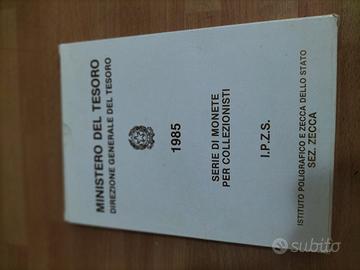 MINISTERO DEL TESORO
DIREZIONE GENERALE DEL TESORO
1985
SERIE DI MONETE
PER COLLEZIONISTI
I.P.Z.S.
ISTITUTO POLIGRAFICO E ZECCA DELLO STATO
SEZ. ZECCA
subito